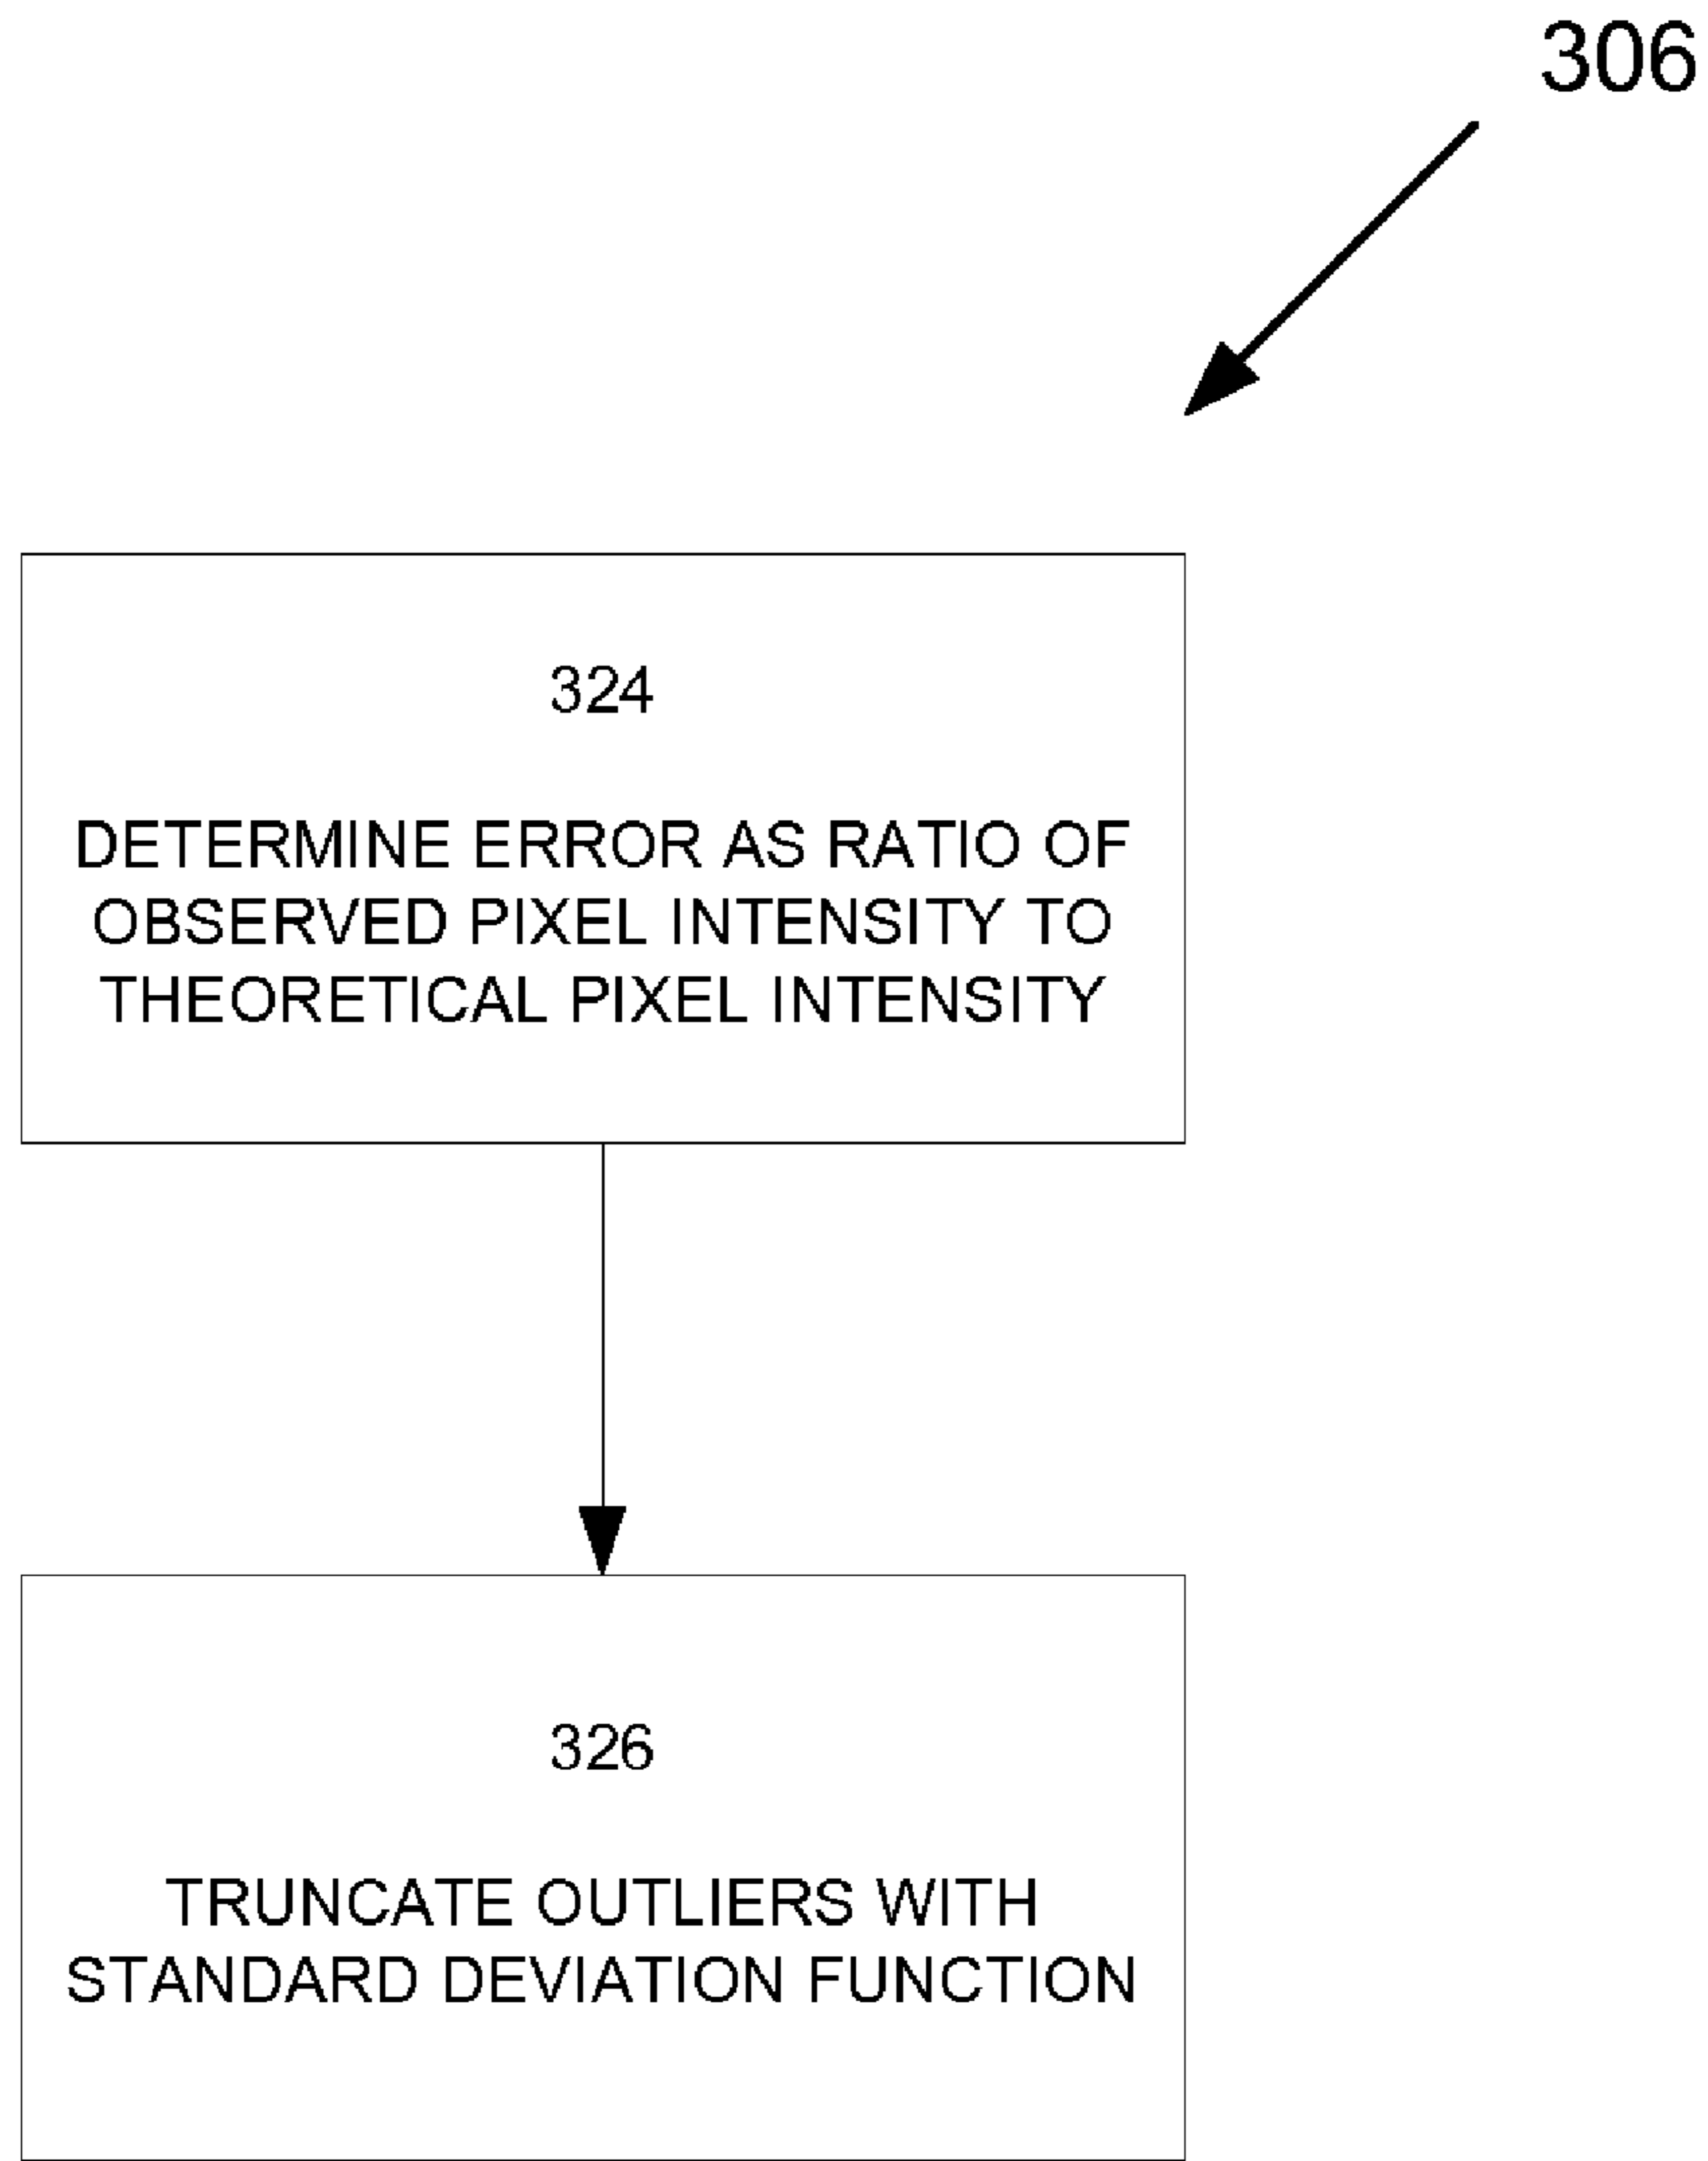 306
324
DETERMINE ERROR AS RATIO OF
OBSERVED PIXEL INTENSITY TO
THEORETICAL PIXEL INTENSITY
326
TRUNCATE OUTLIERS WITH
STANDARD DEVIATION FUNCTION